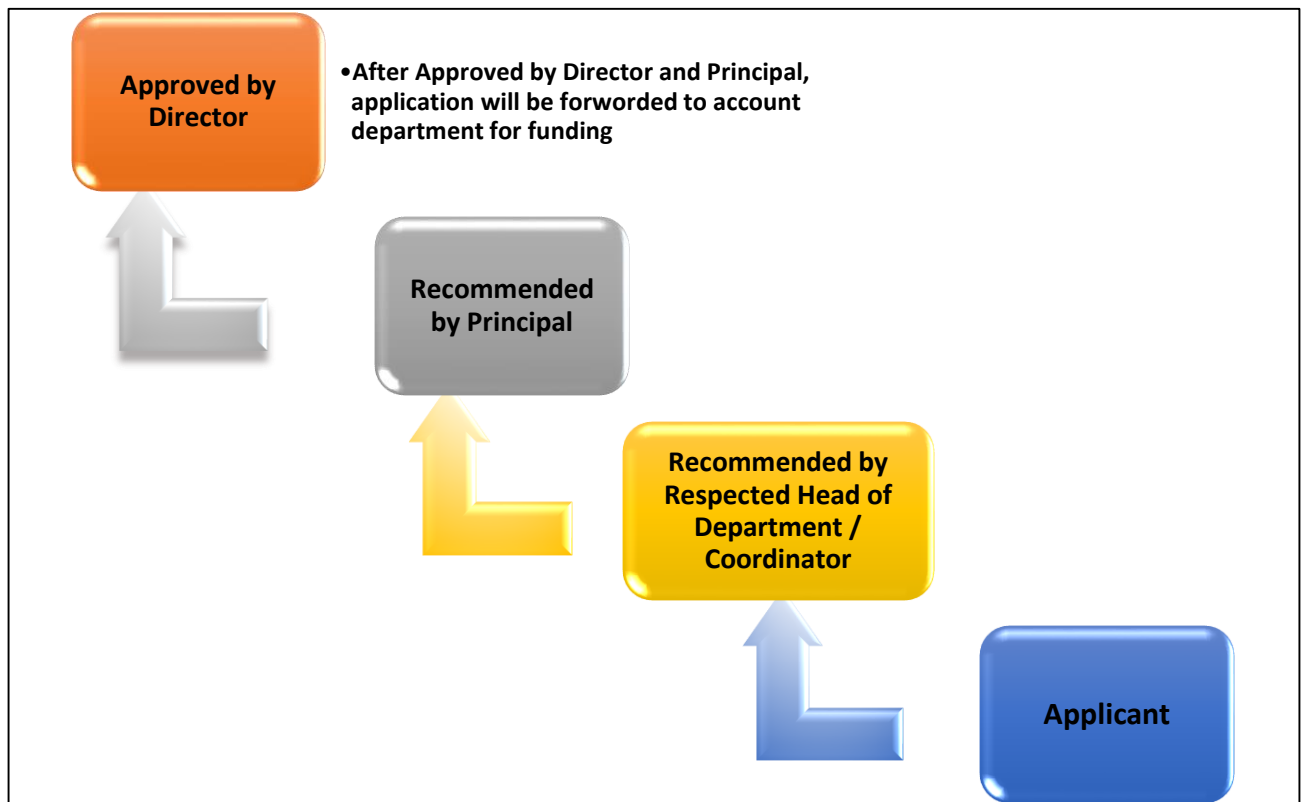 Approved by
Director
•After Approved by Director and Principal,
application will be forworded to account
department for funding
Recommended
by Principal
Recommended by
Respected Head of
Department /
Coordinator
Applicant